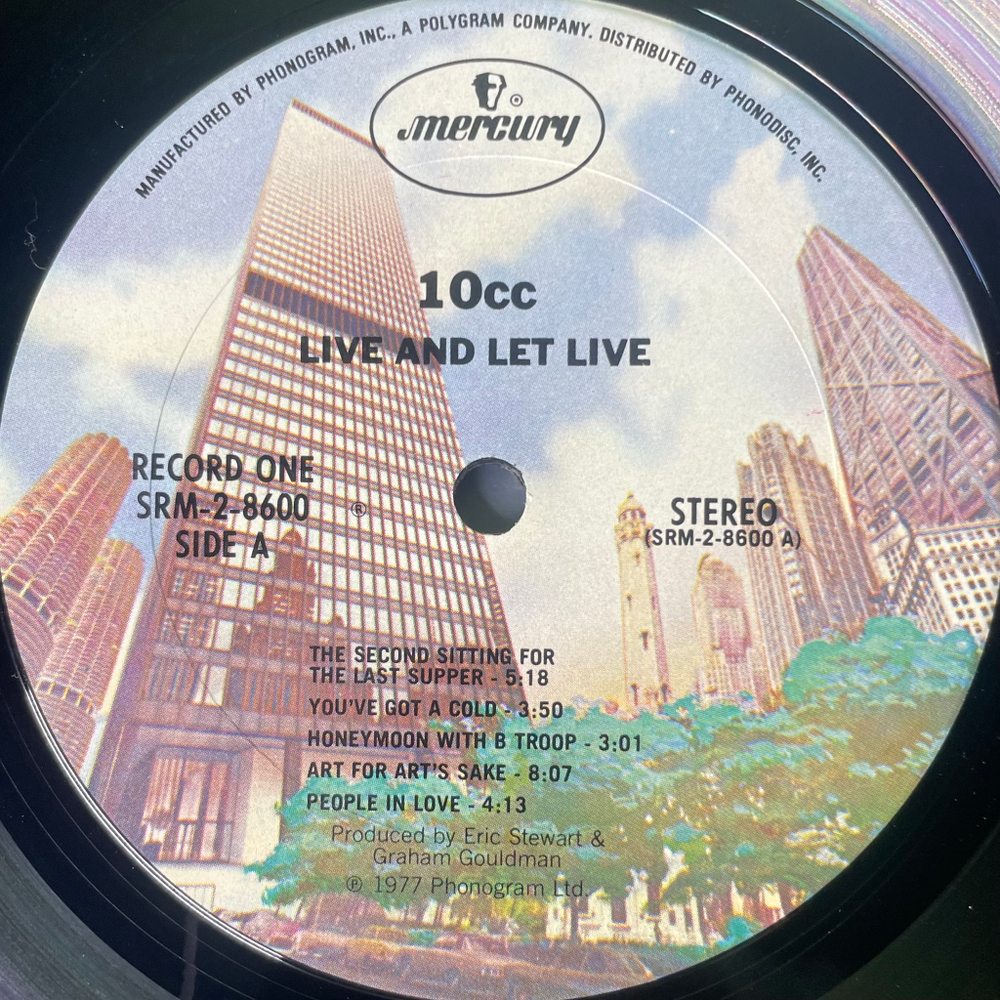 MANUFACTURED BY PHONOGRAM, INC., A POLYGRAM COMPANY. DISTRIBUTED BY PHONODISC, INC.
®
mercury
10cc
LIVE AND LET LIVE
RECORD ONE
SRM-2-8600 ®
SIDE A
STEREO
(SRM-2-8600 A)
THE SECOND SITTING FOR
THE LAST SUPPER - 5:18
YOU'VE GOT A COLD - 3:50
HONEYMOON WITH B TROOP - 3:01
ART FOR ART'S SAKE - 8:07
PEOPLE IN LOVE - 4:13
Produced by Eric Stewart &
Graham Gouldman
℗ 1977 Phonogram Ltd.